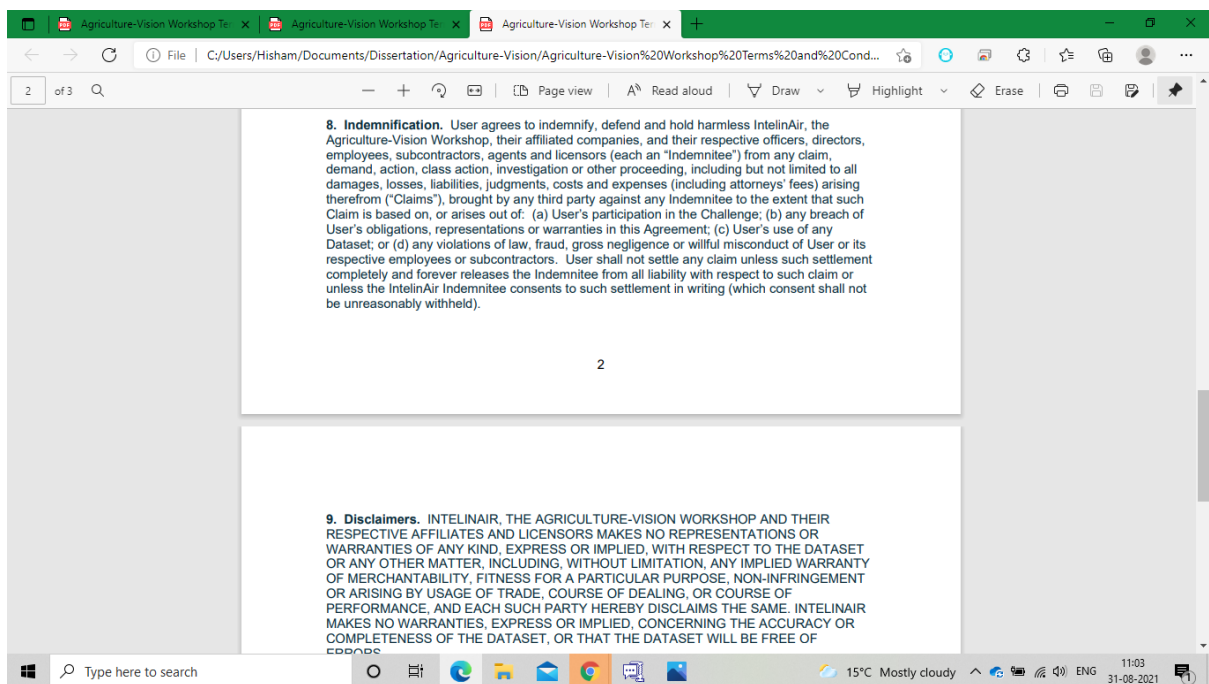 Agriculture-Vision Workshop Ter
Agriculture-Vision Workshop Ter
Agriculture-Vision Workshop Ter
File
C:/Users/Hisham/Documents/Dissertation/Agriculture-Vision/Agriculture-Vision%20Workshop%20Terms%20and%20Cond...
2 of 3
Page view
Read aloud
Draw
Highlight
Erase
8. Indemnification. User agrees to indemnify, defend and hold harmless IntelinAir, the
Agriculture-Vision Workshop, their affiliated companies, and their respective officers, directors,
employees, subcontractors, agents and licensors (each an “Indemnitee”) from any claim,
demand, action, class action, investigation or other proceeding, including but not limited to all
damages, losses, liabilities, judgments, costs and expenses (including attorneys’ fees) arising
therefrom (“Claims”), brought by any third party against any Indemnitee to the extent that such
Claim is based on, or arises out of: (a) User’s participation in the Challenge; (b) any breach of
User’s obligations, representations or warranties in this Agreement; (c) User’s use of any
Dataset; or (d) any violations of law, fraud, gross negligence or willful misconduct of User or its
respective employees or subcontractors. User shall not settle any claim unless such settlement
completely and forever releases the Indemnitee from all liability with respect to such claim or
unless the IntelinAir Indemnitee consents to such settlement in writing (which consent shall not
be unreasonably withheld).
2
9. Disclaimers. INTELINAIR, THE AGRICULTURE-VISION WORKSHOP AND THEIR
RESPECTIVE AFFILIATES AND LICENSORS MAKES NO REPRESENTATIONS OR
WARRANTIES OF ANY KIND, EXPRESS OR IMPLIED, WITH RESPECT TO THE DATASET
OR ANY OTHER MATTER, INCLUDING, WITHOUT LIMITATION, ANY IMPLIED WARRANTY
OF MERCHANTABILITY, FITNESS FOR A PARTICULAR PURPOSE, NON-INFRINGEMENT
OR ARISING BY USAGE OF TRADE, COURSE OF DEALING, OR COURSE OF
PERFORMANCE, AND EACH SUCH PARTY HEREBY DISCLAIMS THE SAME. INTELINAIR
MAKES NO WARRANTIES, EXPRESS OR IMPLIED, CONCERNING THE ACCURACY OR
COMPLETENESS OF THE DATASET, OR THAT THE DATASET WILL BE FREE OF
ERRORS
Type here to search
15°C Mostly cloudy
ENG
11:03
31-08-2021